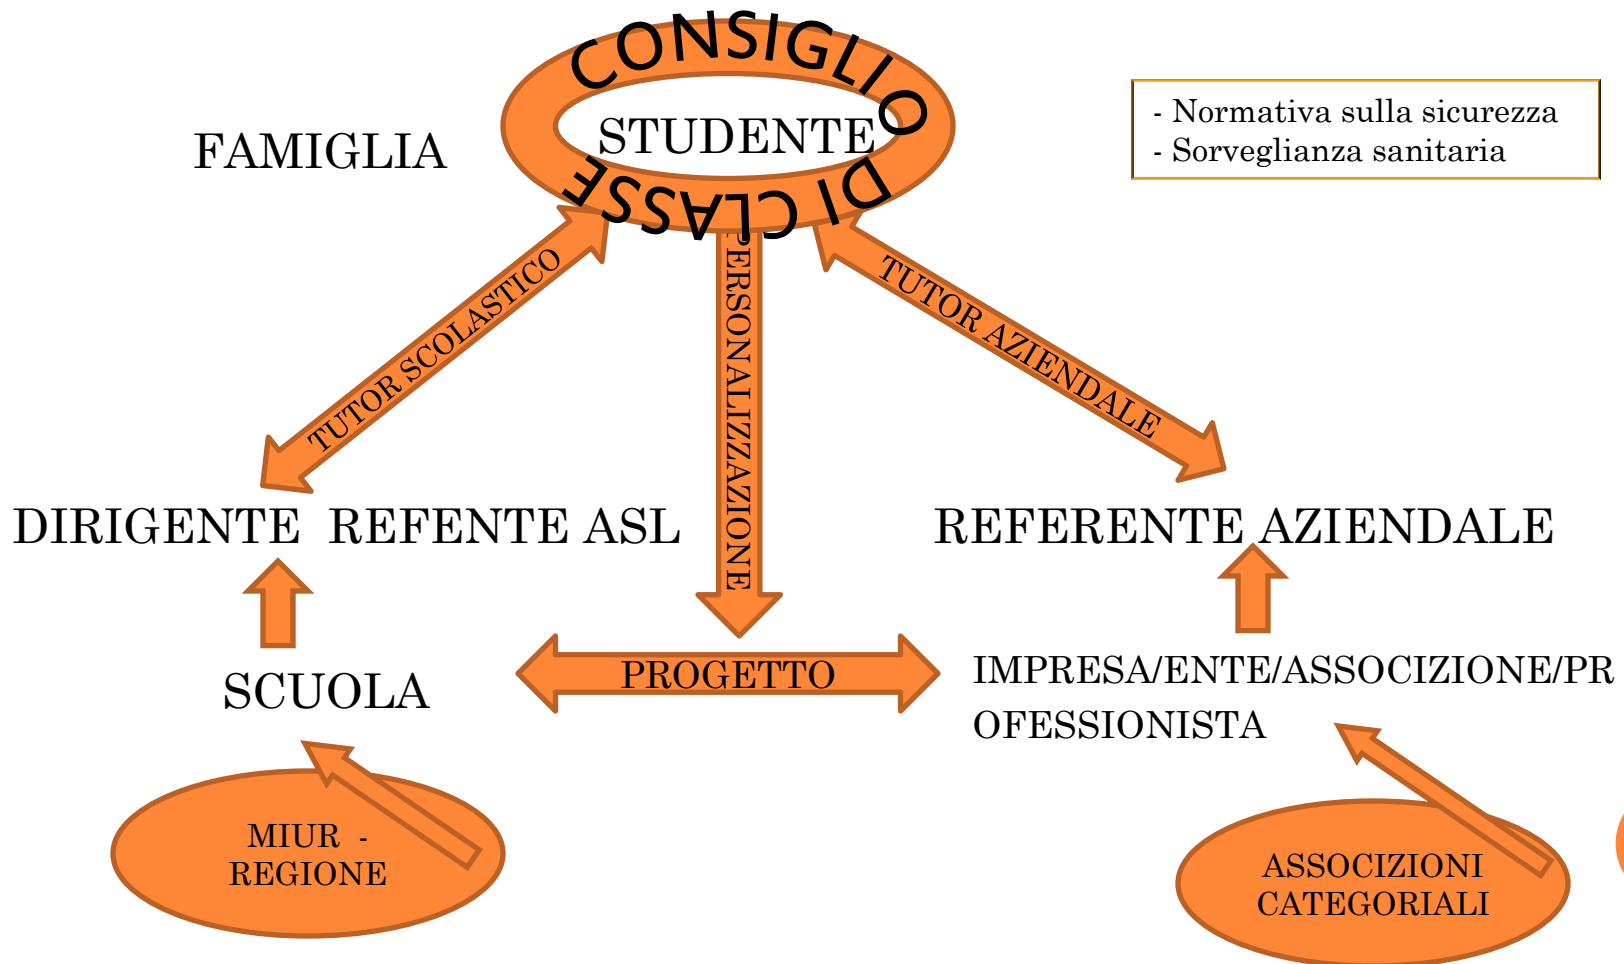 CONSIGLIO
DI CLASSE
STUDENTE
FAMIGLIA
- Normativa sulla sicurezza
- Sorveglianza sanitaria
TUTOR SCOLASTICO
PERSONALIZZAZIONE
TUTOR AZIENDALE
DIRIGENTE REFENTE ASL
REFERENTE AZIENDALE
SCUOLA
PROGETTO
IMPRESA/ENTE/ASSOCIZIONE/PR
OFESSIONISTA
MIUR -
REGIONE
ASSOCIZIONI
CATEGORIALI